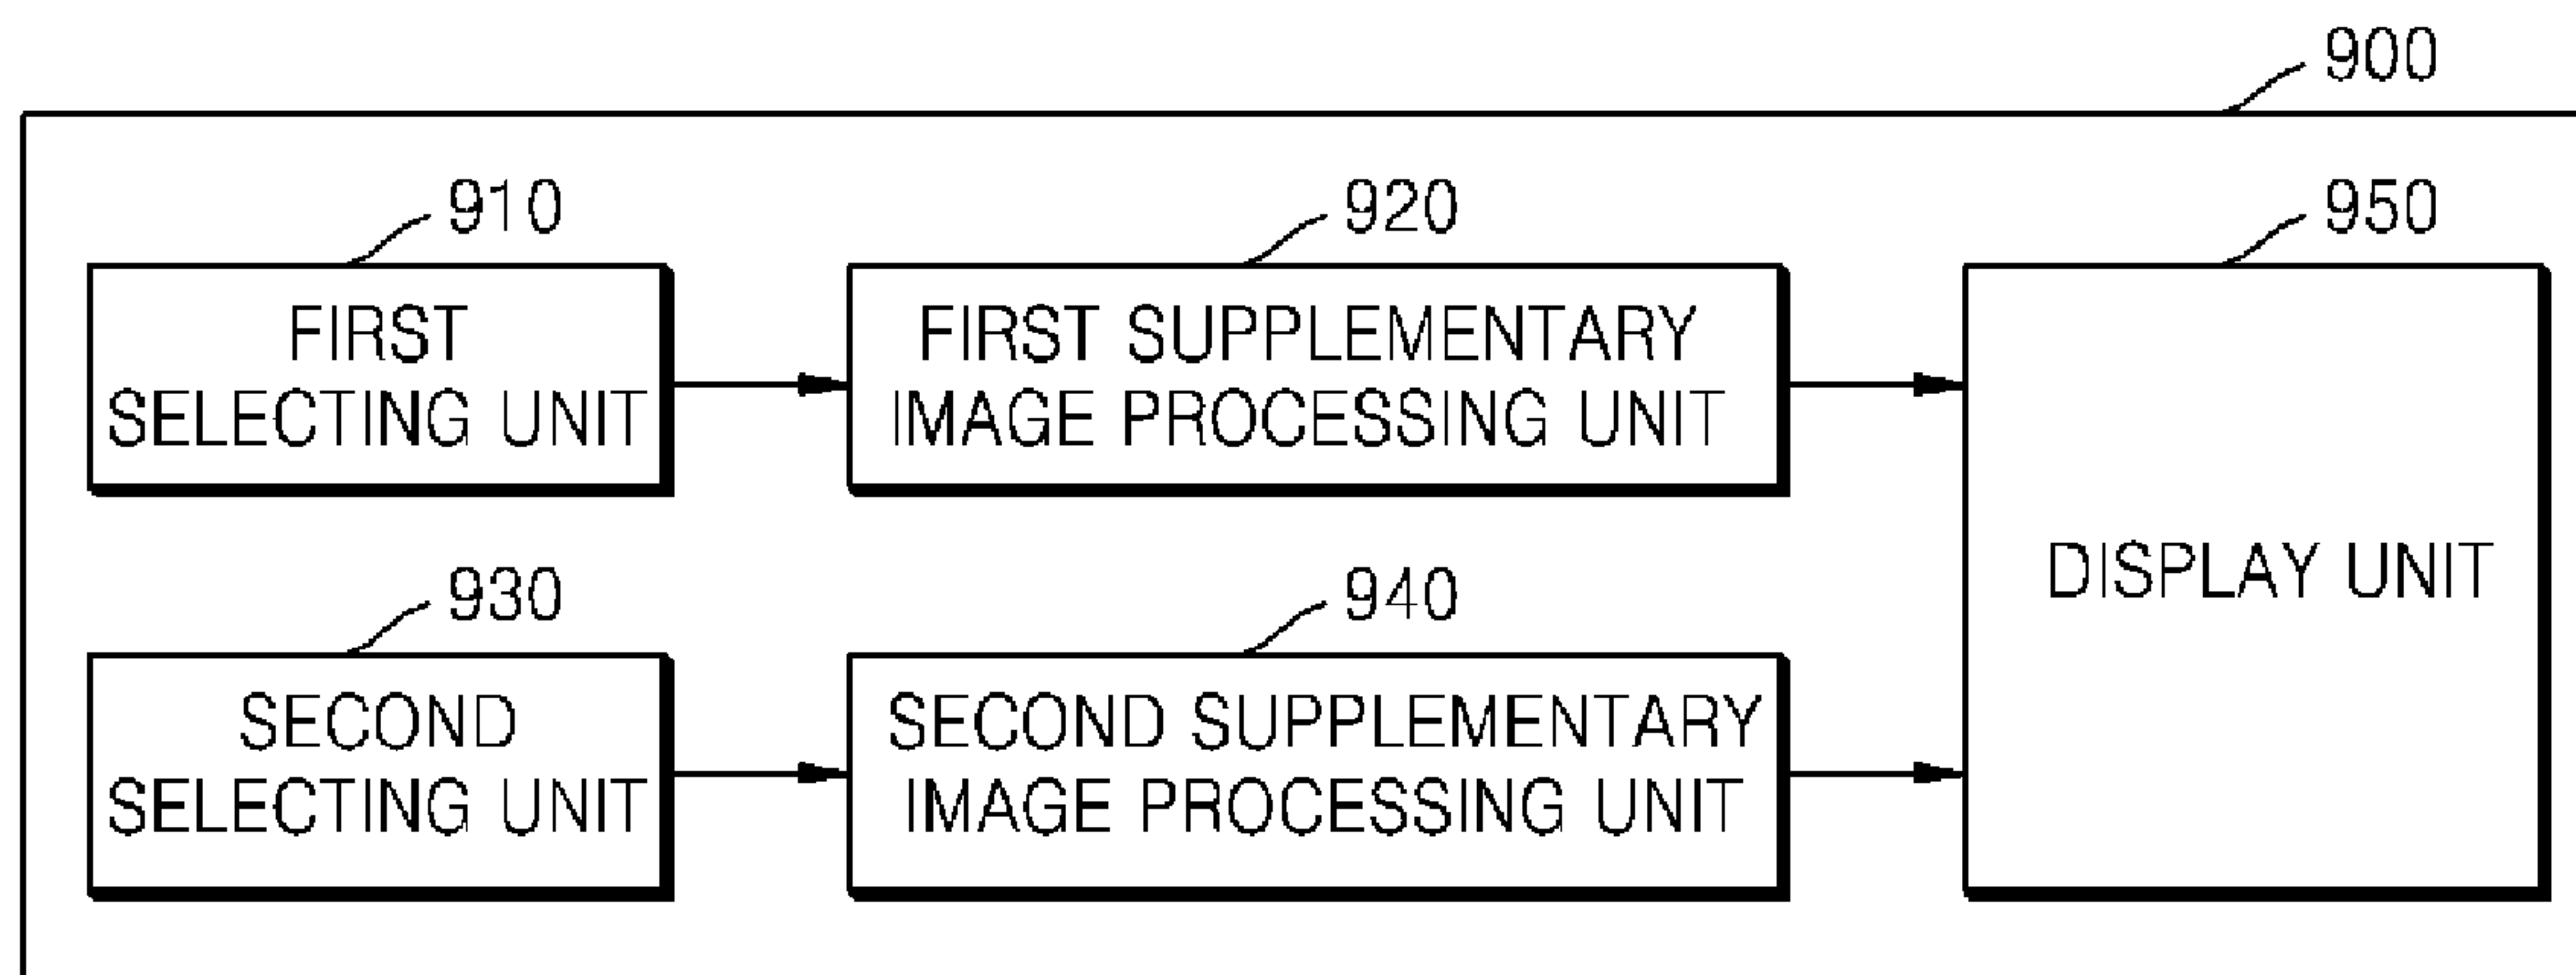 900
910
FIRST
SELECTING UNIT
920
FIRST SUPPLEMENTARY
IMAGE PROCESSING UNIT
950
DISPLAY UNIT
930
SECOND
SELECTING UNIT
940
SECOND SUPPLEMENTARY
IMAGE PROCESSING UNIT